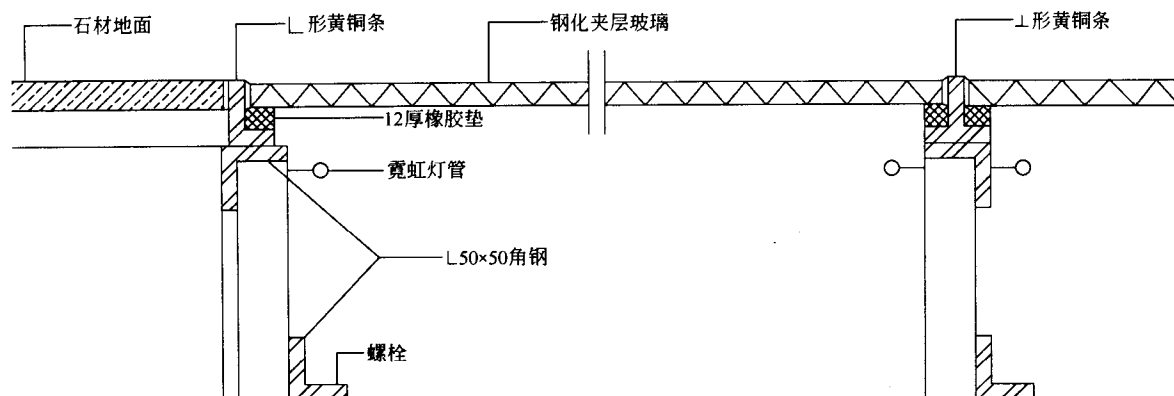 石材地面
∟形黄铜条
钢化夹层玻璃
⊥形黄铜条
12厚橡胶垫
霓虹灯管
∟50×50角钢
螺栓